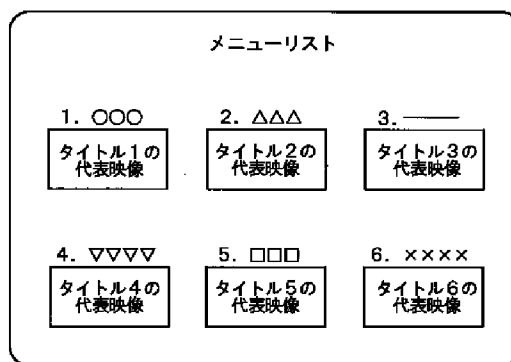 メニューリスト
1. ○○○
2. △△△
3. ―――
タイトル1の
代表映像
タイトル2の
代表映像
タイトル3の
代表映像
4. ▽▽▽▽
5. □□□
6. ××××
タイトル4の
代表映像
タイトル5の
代表映像
タイトル6の
代表映像